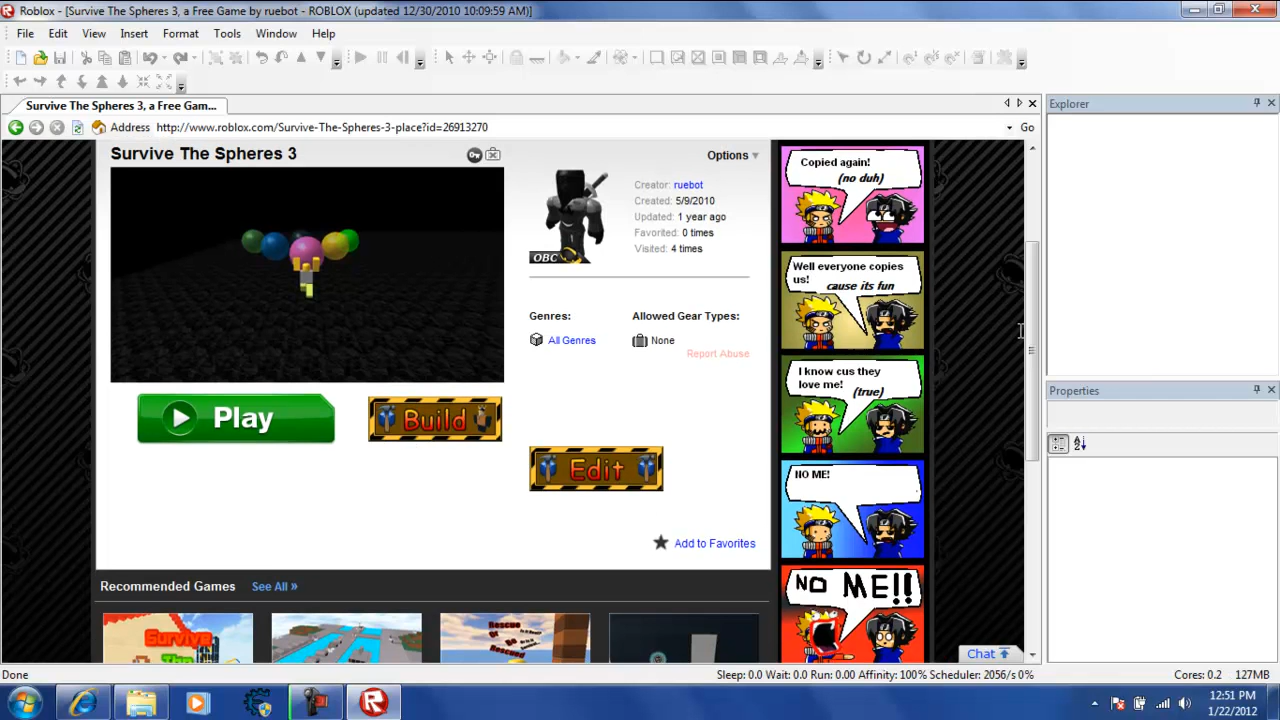 Roblox - [Survive The Spheres 3, a Free Game by ruebot - ROBLOX (updated 12/30/2010 10:09:59 AM)]
File Edit View Insert Format Tools Window Help
Survive The Spheres 3, a Free Gam...
Address http://www.roblox.com/Survive-The-Spheres-3-place?id=26913270 Go
Survive The Spheres 3
Options
OBC
Creator: ruebot
Created: 5/9/2010
Updated: 1 year ago
Favorited: 0 times
Visited: 4 times
Genres:
All Genres
Allowed Gear Types:
None
Report Abuse
Play
Build
Edit
Add to Favorites
Recommended Games See All »
Survive
The
Rescue
Or Be
Rescued
Copied again!
(no duh)
Well everyone copies
us!
cause its fun
I know cus they
love me!
(true)
NO ME!
NO ME!!
Chat
Explorer
Properties
Done
Sleep: 0.0 Wait: 0.0 Run: 0.00 Affinity: 100% Scheduler: 2056/s 0%
Cores: 0.2
127MB
12:51 PM
1/22/2012